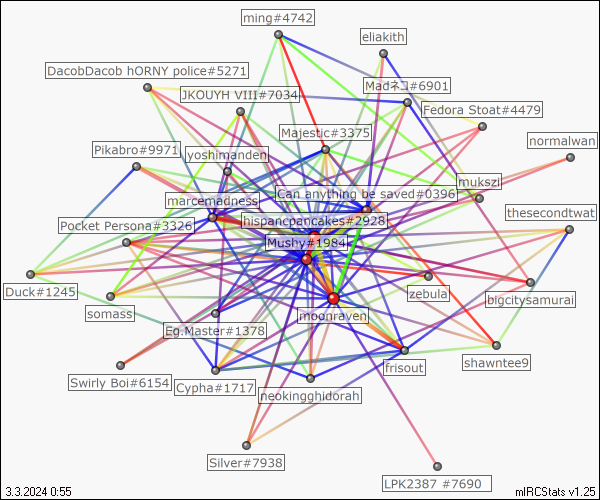 ming#4742
eliakith
DacobDacob hORNY police#5271
Madネコ#6901
JKOUYH VIII#7034
Fedora Stoat#4479
Majestic#3375
normalwan
Pikabro#9971
yoshimanden
mukszi
Can anything be saved#0396
marcemadness
hispancpancakes#2928
thesecondtwat
Pocket Persona#3326
Mushy#1984
Duck#1245
zebula
bigcitysamurai
somass
moonraven
Eg.Master#1378
shawntee9
frisout
Swirly Boi#6154
Cypha#1717
neokingghidorah
Silver#7938
LPK2387 #7690
3.3.2024 0:55
mIRCStats v1.25